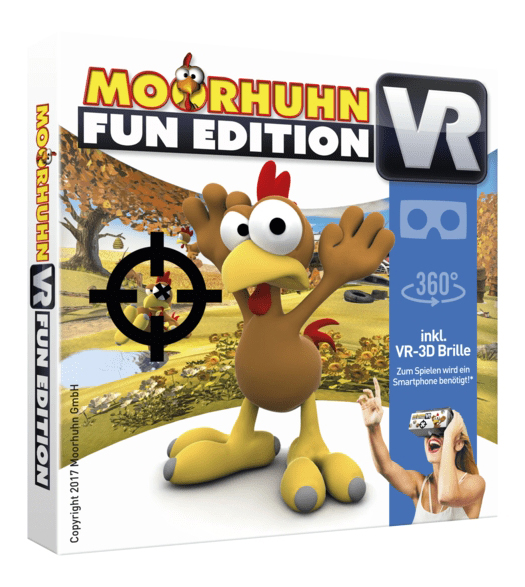 MOORHUHN
FUN EDITION
VR
360°
inkl.
VR-3D Brille
Zum Spielen wird ein
Smartphone benötigt!*
Copyright 2017 Moorhuhn GmbH
MOORHUHN
VR
FUN EDITION